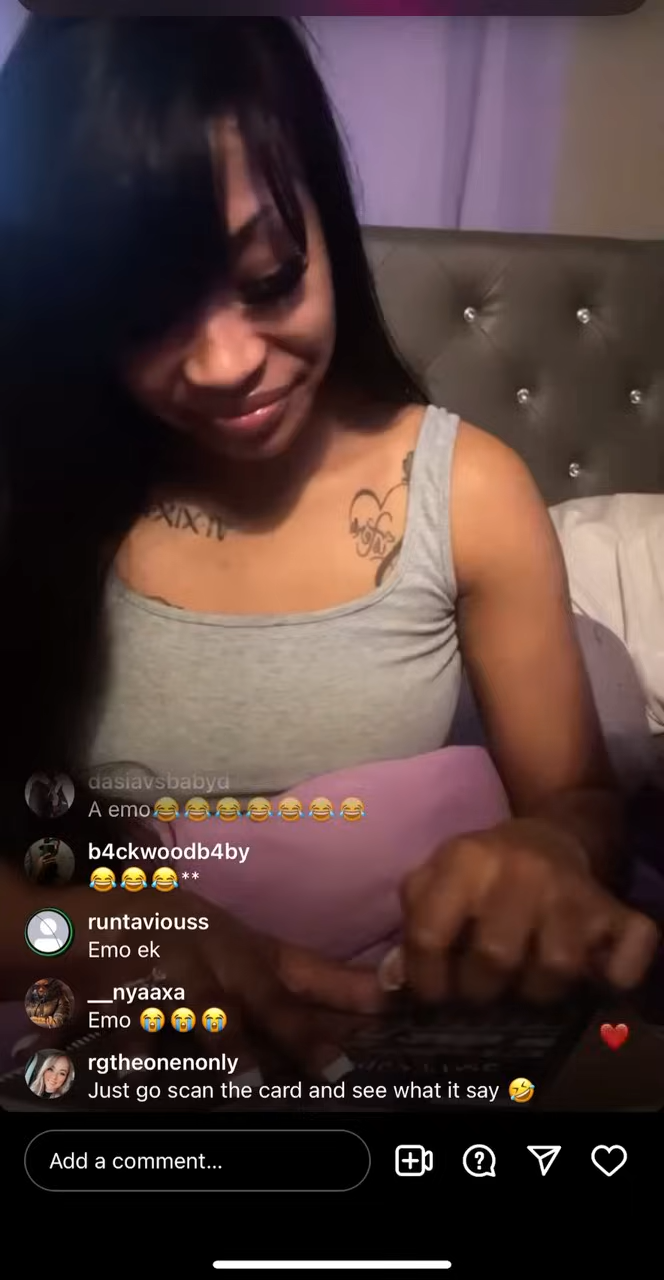 dasiavsbabyd
A emo😂😂😂😂😂😂😂
b4ckwoodb4by
😂😂😂**
runtaviouss
Emo ek
__nyaaxa
Emo 😭😭😭
rgtheonenonly
Just go scan the card and see what it say 🤣
Add a comment...